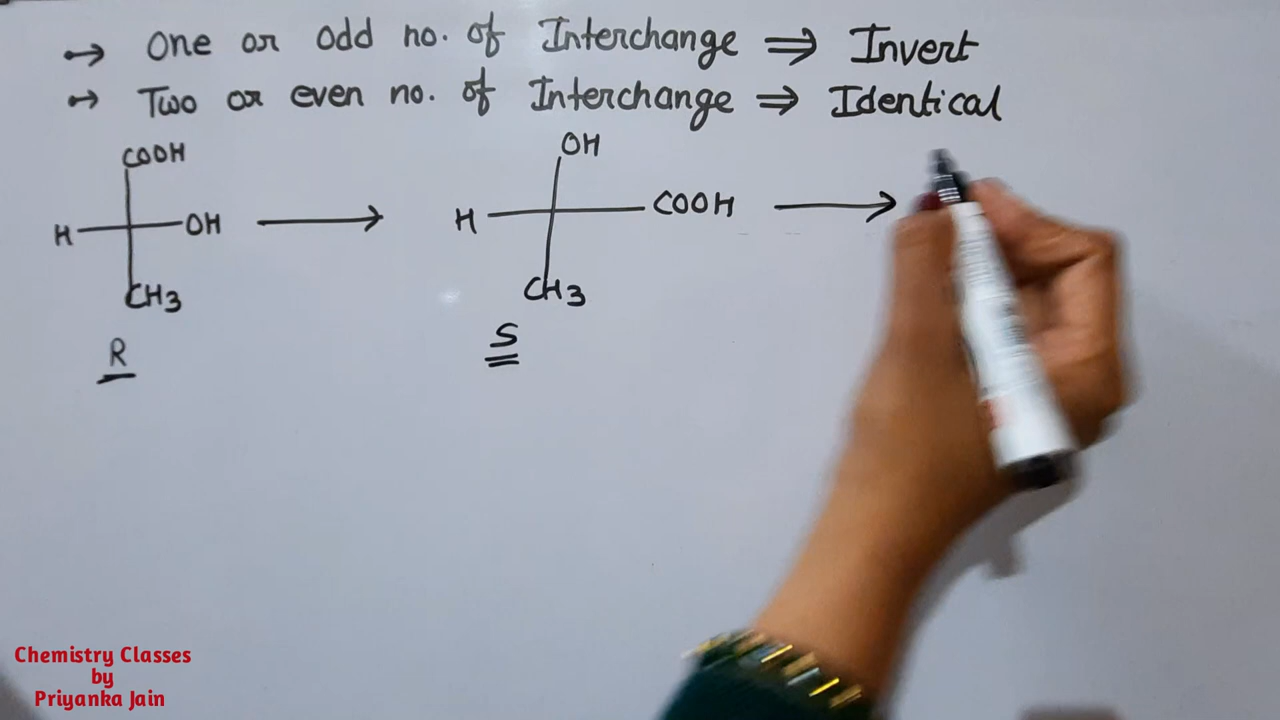 → One or odd no. of Interchange ⇒ Invert
→ Two or even no. of Interchange ⇒ Identical
COOH
H OH →
CH3
R
OH
H COOH →
CH3
S
Chemistry Classes
by
Priyanka Jain